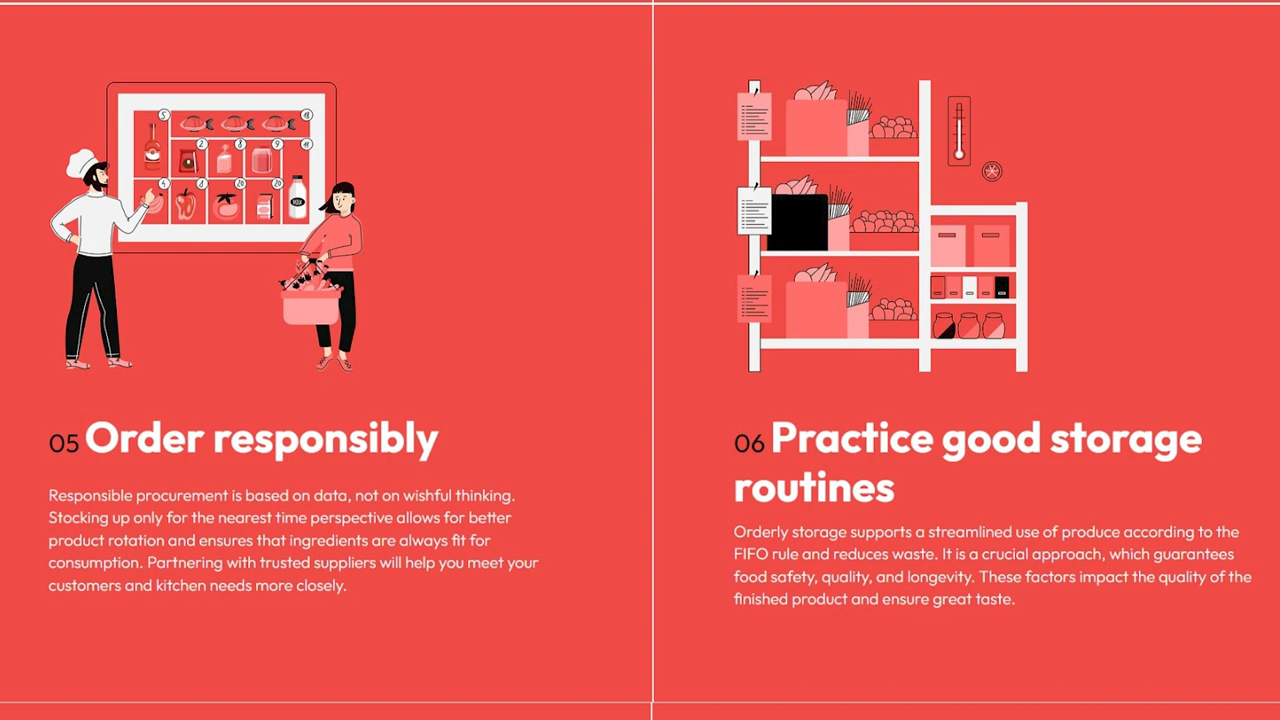 05 Order responsibly
Responsible procurement is based on data, not on wishful thinking.
Stocking up only for the nearest time perspective allows for better
product rotation and ensures that ingredients are always fit for
consumption. Partnering with trusted suppliers will help you meet your
customers and kitchen needs more closely.
06 Practice good storage
routines
Orderly storage supports a streamlined use of produce according to the
FIFO rule and reduces waste. It is a crucial approach, which guarantees
food safety, quality, and longevity. These factors impact the quality of the
finished product and ensure great taste.